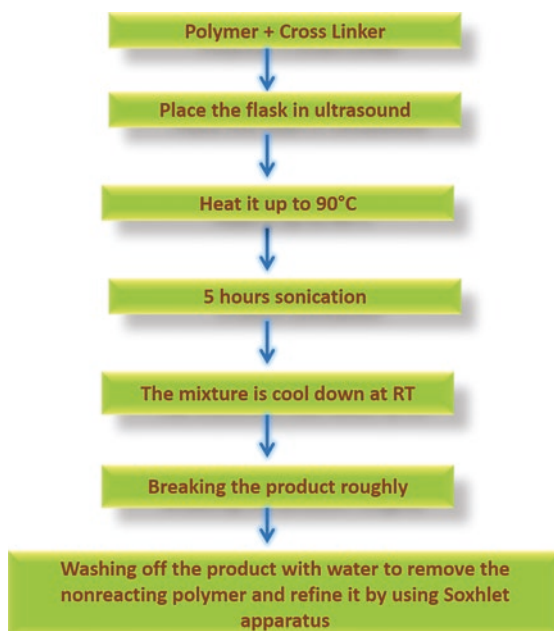 Polymer + Cross Linker
Place the flask in ultrasound
Heat it up to 90°C
5 hours sonication
The mixture is cool down at RT
Breaking the product roughly
Washing off the product with water to remove the
nonreacting polymer and refine it by using Soxhlet
apparatus